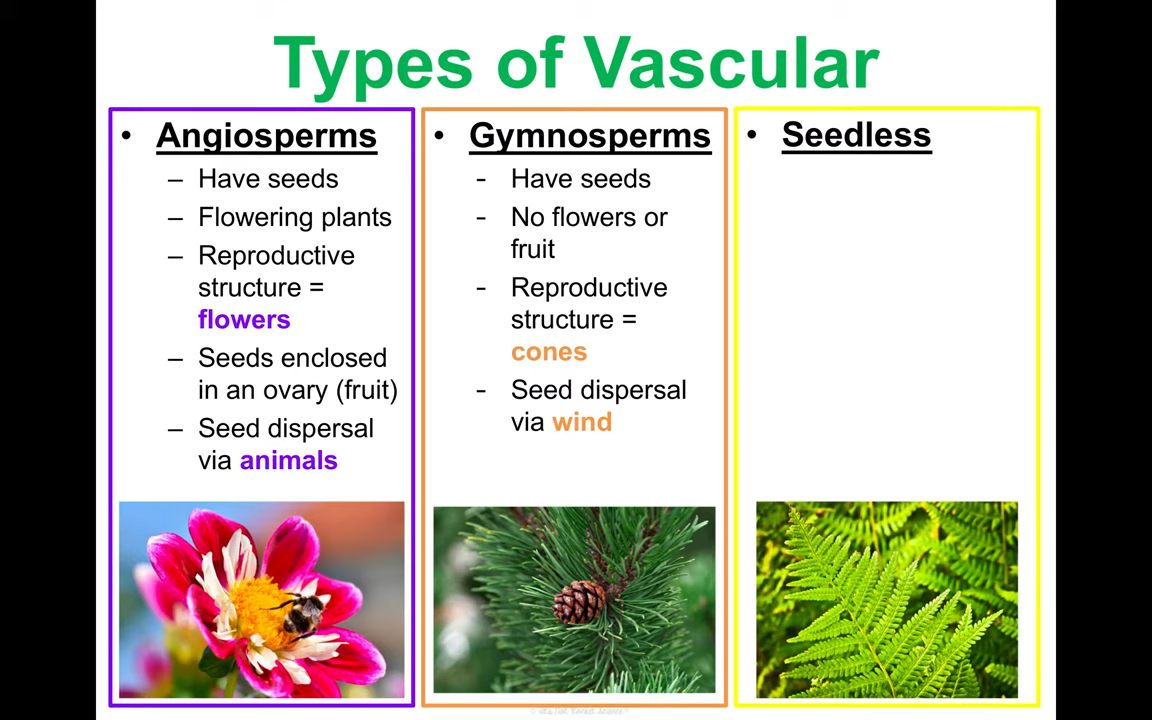 Types of Vascular
• Angiosperms
– Have seeds
– Flowering plants
– Reproductive
structure =
flowers
– Seeds enclosed
in an ovary (fruit)
– Seed dispersal
via animals
• Gymnosperms
- Have seeds
- No flowers or
fruit
- Reproductive
structure =
cones
- Seed dispersal
via wind
• Seedless